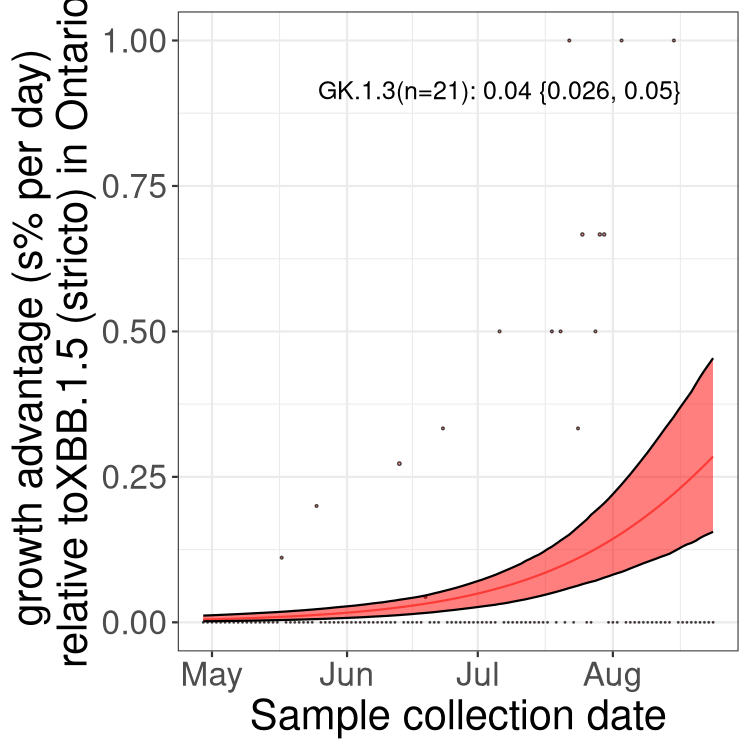 growth advantage (s% per day)
relative toXBB.1.5 (stricto) in Ontario
1.00
0.75
0.50
0.25
0.00
GK.1.3(n=21): 0.04 {0.026, 0.05}
May Jun Jul Aug
Sample collection date